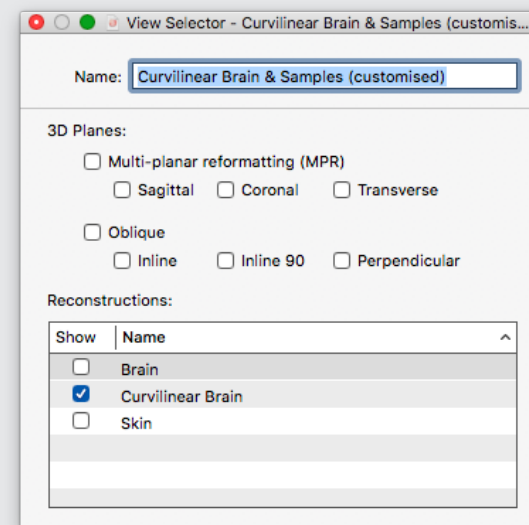 View Selector - Curvilinear Brain & Samples (customis...
Name: Curvilinear Brain & Samples (customised)
3D Planes:
Multi-planar reformatting (MPR)
Sagittal Coronal Transverse
Oblique
Inline Inline 90 Perpendicular
Reconstructions:
Show Name
Brain
Curvilinear Brain
Skin